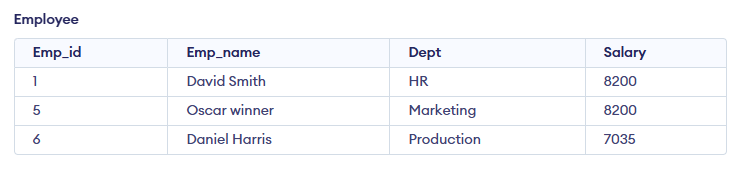 Employee
Emp_id Emp_name Dept Salary
1 David Smith HR 8200
5 Oscar winner Marketing 8200
6 Daniel Harris Production 7035